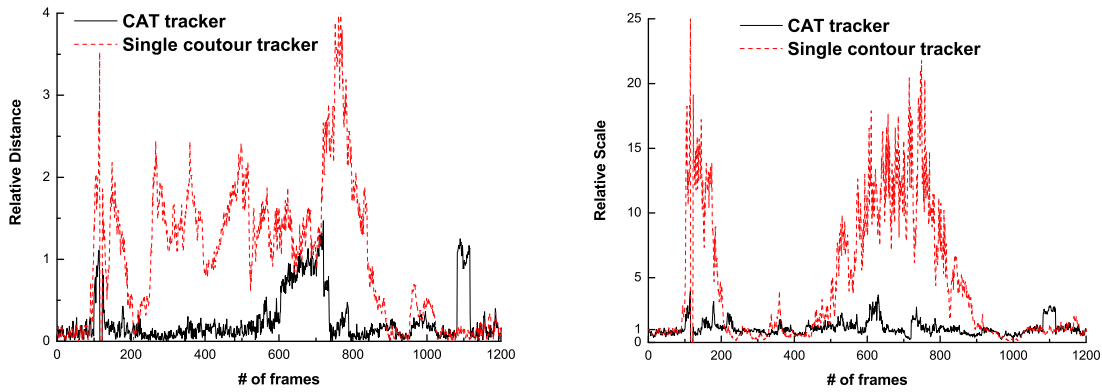 CAT tracker
Single coutour tracker
4
3
2
1
0
Relative Distance
0 200 400 600 800 1000 1200
# of frames
CAT tracker
Single contour tracker
25
20
15
10
5
1
0
Relative Scale
0 200 400 600 800 1000 1200
# of frames